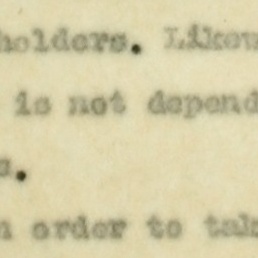 holders. Likew
is not depend
s.
n order to tak